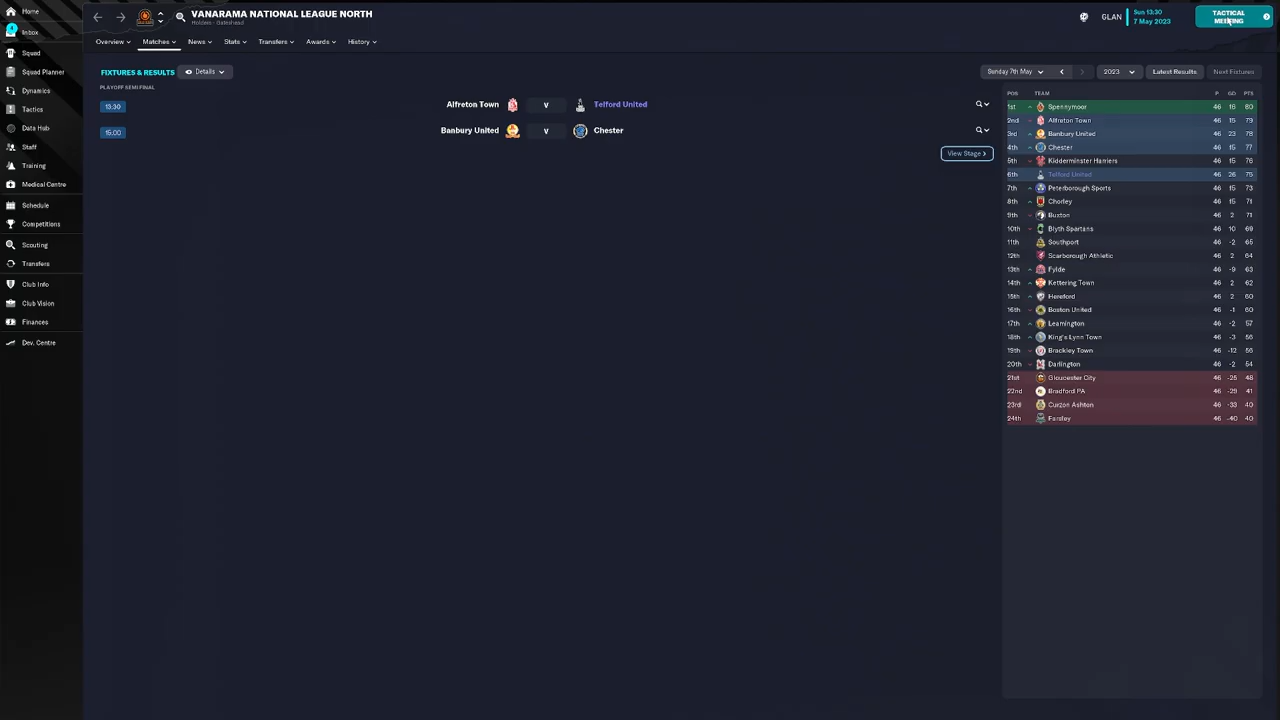 Home
Inbox
Squad
Squad Planner
Dynamics
Tactics
Data Hub
Staff
Training
Medical Centre
Schedule
Competitions
Scouting
Transfers
Club Info
Club Vision
Finances
Dev. Centre
VANARAMA NATIONAL LEAGUE NORTH
Holders - Gateshead
GLAN
Sun 13:30
7 May 2023
TACTICAL
MEETING
Overview
Matches
News
Stats
Transfers
Awards
History
FIXTURES & RESULTS
Details
Sunday 7th May
2023
Latest Results
Next Fixtures
PLAYOFF SEMI FINAL
13:30 Alfreton Town V Telford United
15:00 Banbury United V Chester
View Stage >
POS TEAM P GD PTS
1st Spennymoor 46 16 80
2nd Alfreton Town 46 15 79
3rd Banbury United 46 23 78
4th Chester 46 15 77
5th Kidderminster Harriers 46 15 76
6th Telford United 46 26 75
7th Peterborough Sports 46 15 73
8th Chorley 46 15 71
9th Buxton 46 2 71
10th Blyth Spartans 46 10 69
11th Southport 46 -2 65
12th Scarborough Athletic 46 2 64
13th Fylde 46 -9 63
14th Kettering Town 46 2 62
15th Hereford 46 2 60
16th Boston United 46 -1 60
17th Leamington 46 -2 57
18th King's Lynn Town 46 -3 56
19th Brackley Town 46 -12 56
20th Darlington 46 -2 54
21st Gloucester City 46 -25 48
22nd Bradford PA 46 -29 41
23rd Curzon Ashton 46 -33 40
24th Farsley 46 -40 40